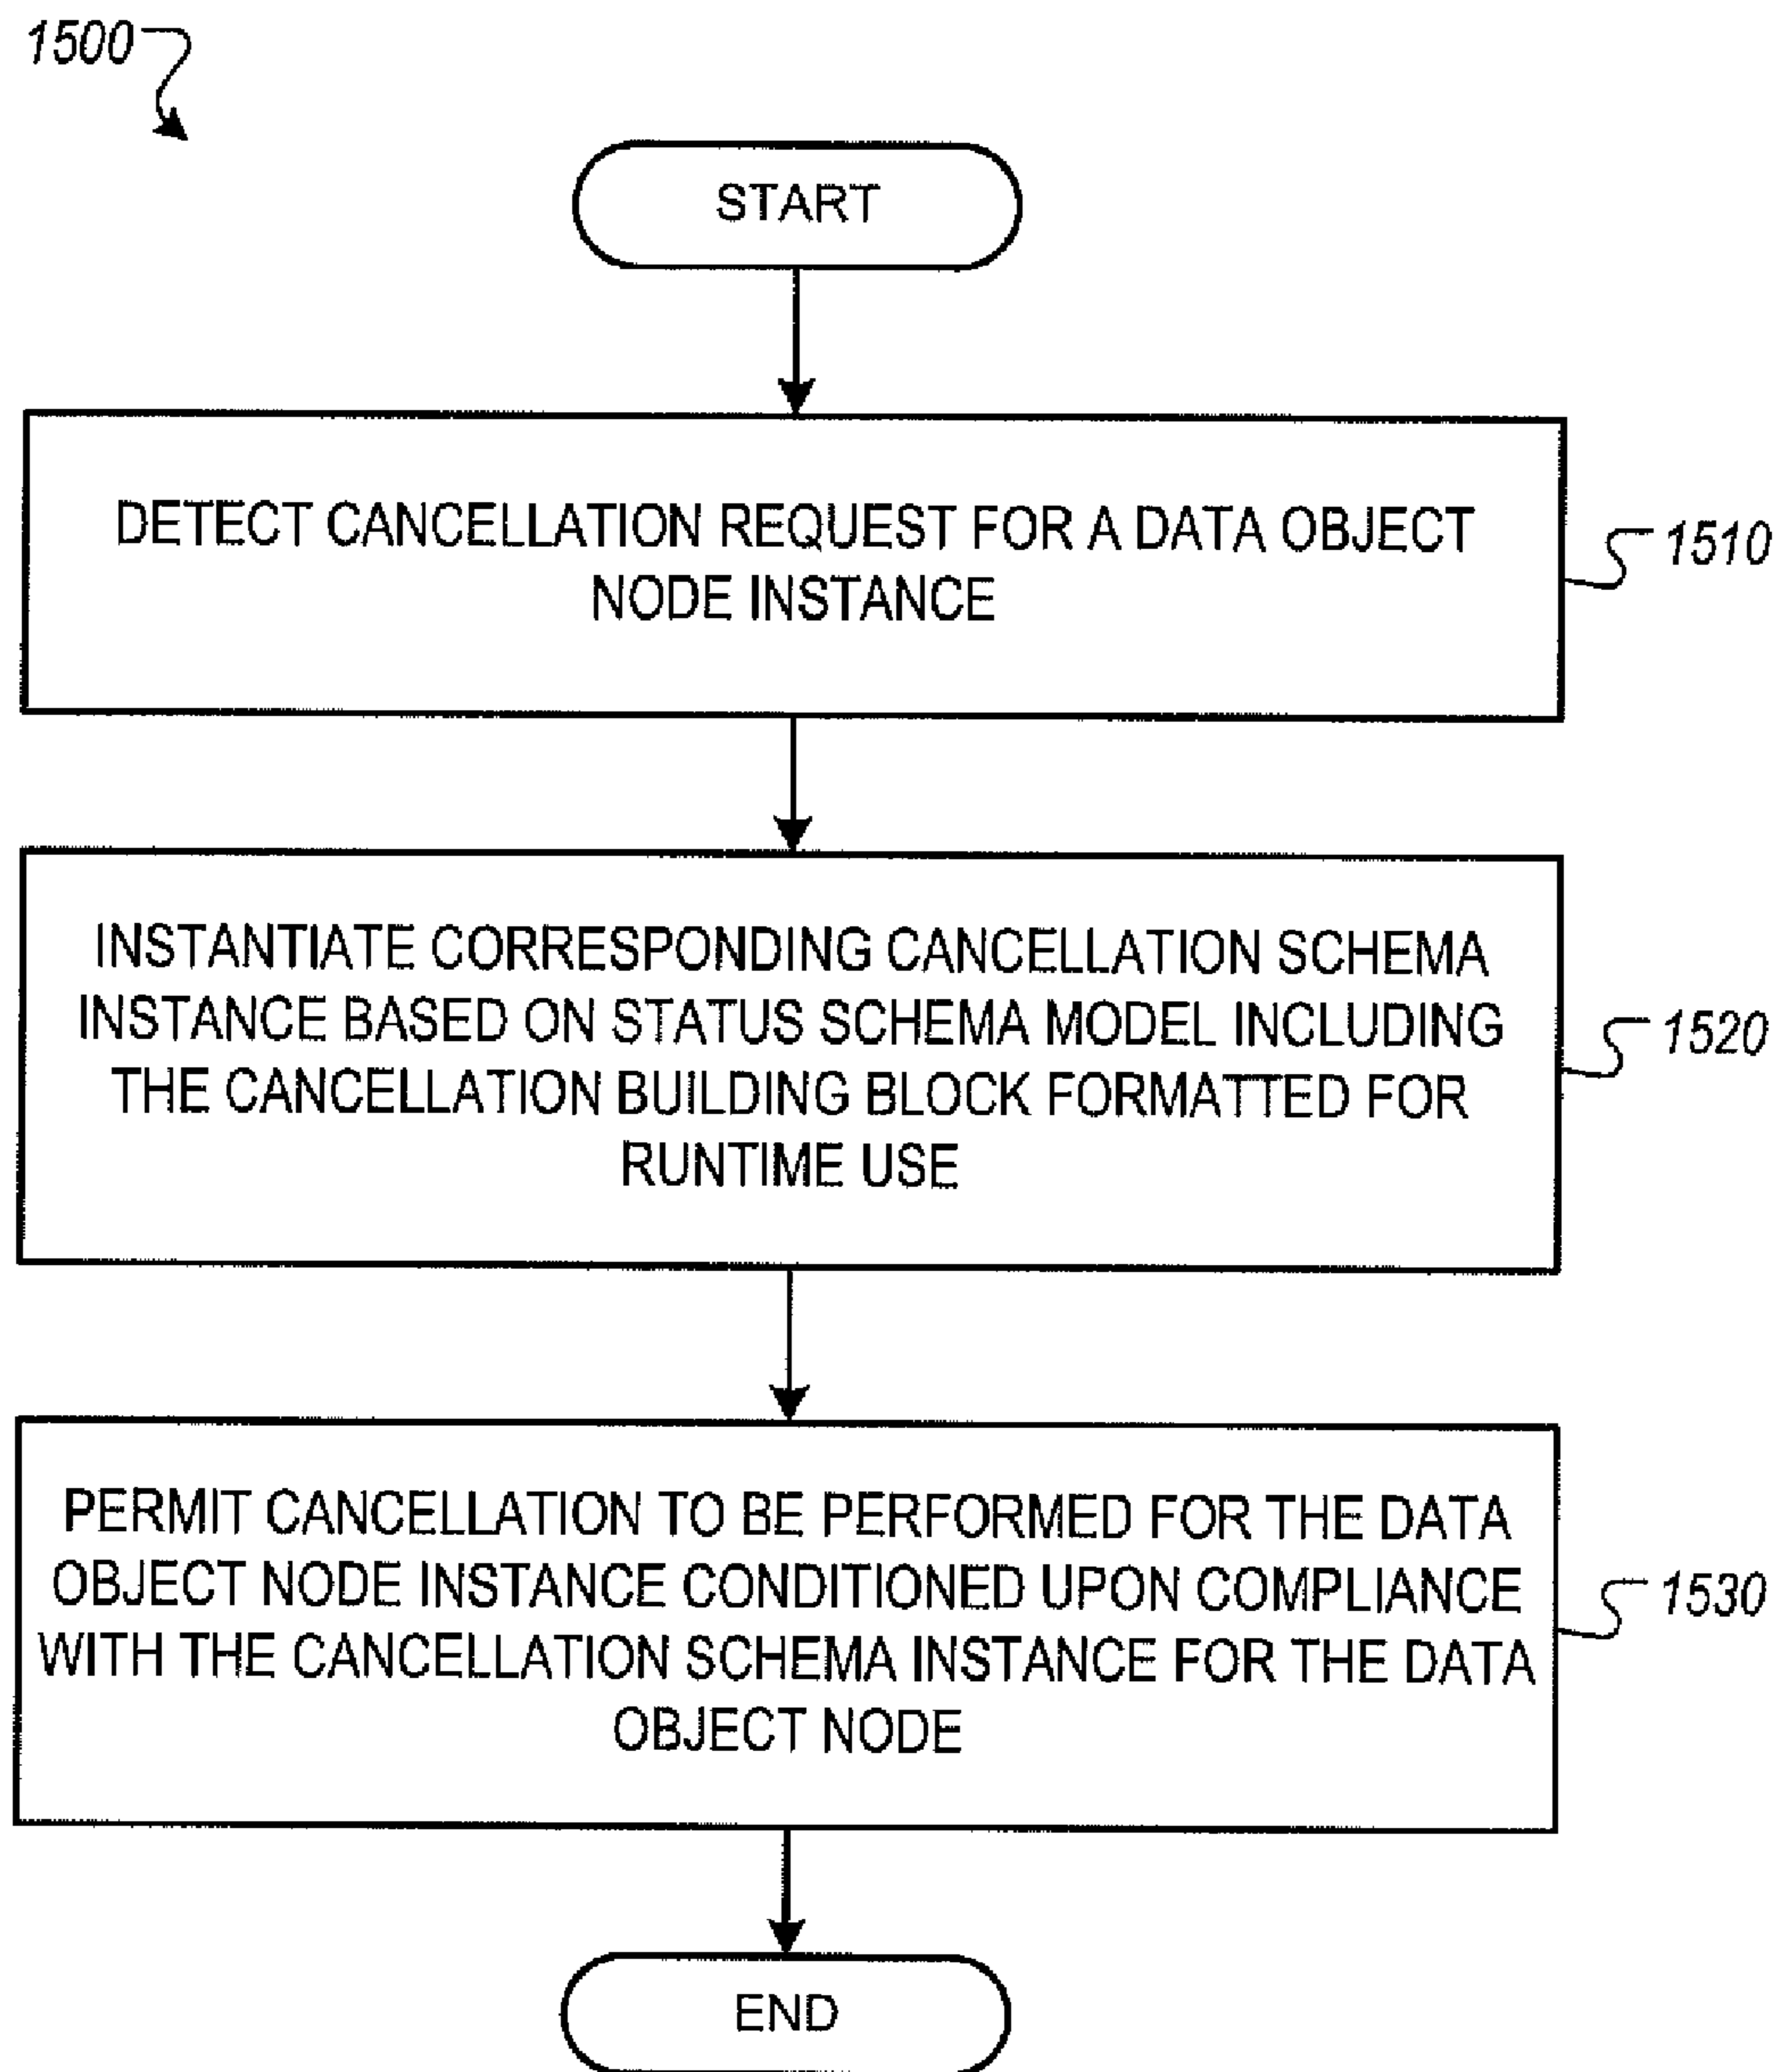 1500
START
DETECT CANCELLATION REQUEST FOR A DATA OBJECT
NODE INSTANCE
1510
INSTANTIATE CORRESPONDING CANCELLATION SCHEMA
INSTANCE BASED ON STATUS SCHEMA MODEL INCLUDING
THE CANCELLATION BUILDING BLOCK FORMATTED FOR
RUNTIME USE
1520
PERMIT CANCELLATION TO BE PERFORMED FOR THE DATA
OBJECT NODE INSTANCE CONDITIONED UPON COMPLIANCE
WITH THE CANCELLATION SCHEMA INSTANCE FOR THE DATA
OBJECT NODE
1530
END